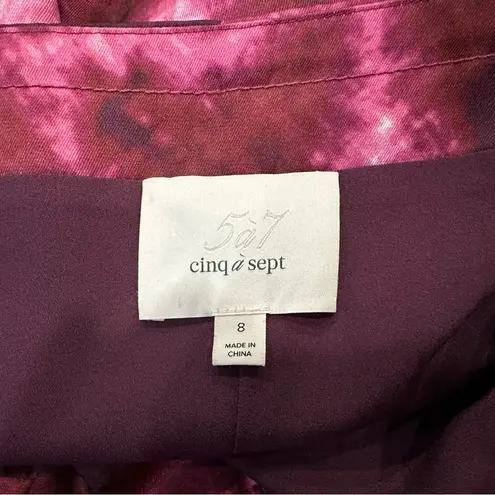 5à7
cinq à sept
8
MADE IN
CHINA